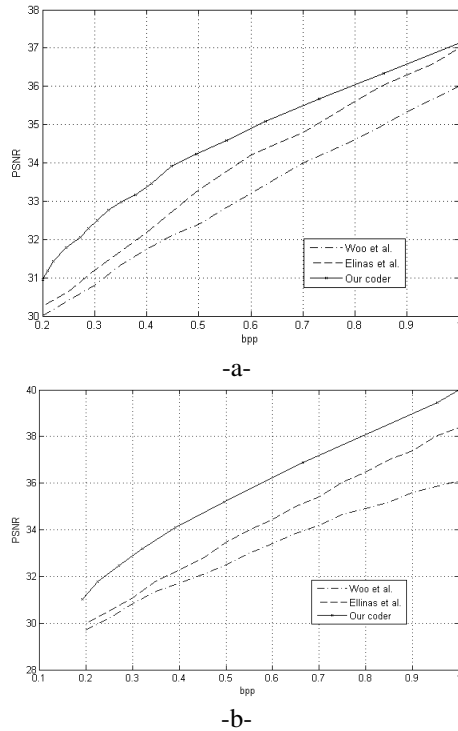 38
37
36
35
34
33
32
31
30
PSNR
0.2 0.3 0.4 0.5 0.6 0.7 0.8 0.9 1
bpp
Woo et al.
Elinas et al.
Our coder
-a-
40
38
36
34
32
30
28
PSNR
0.1 0.2 0.3 0.4 0.5 0.6 0.7 0.8 0.9 1
bpp
Woo et al.
Ellinas et al.
Our coder
-b-